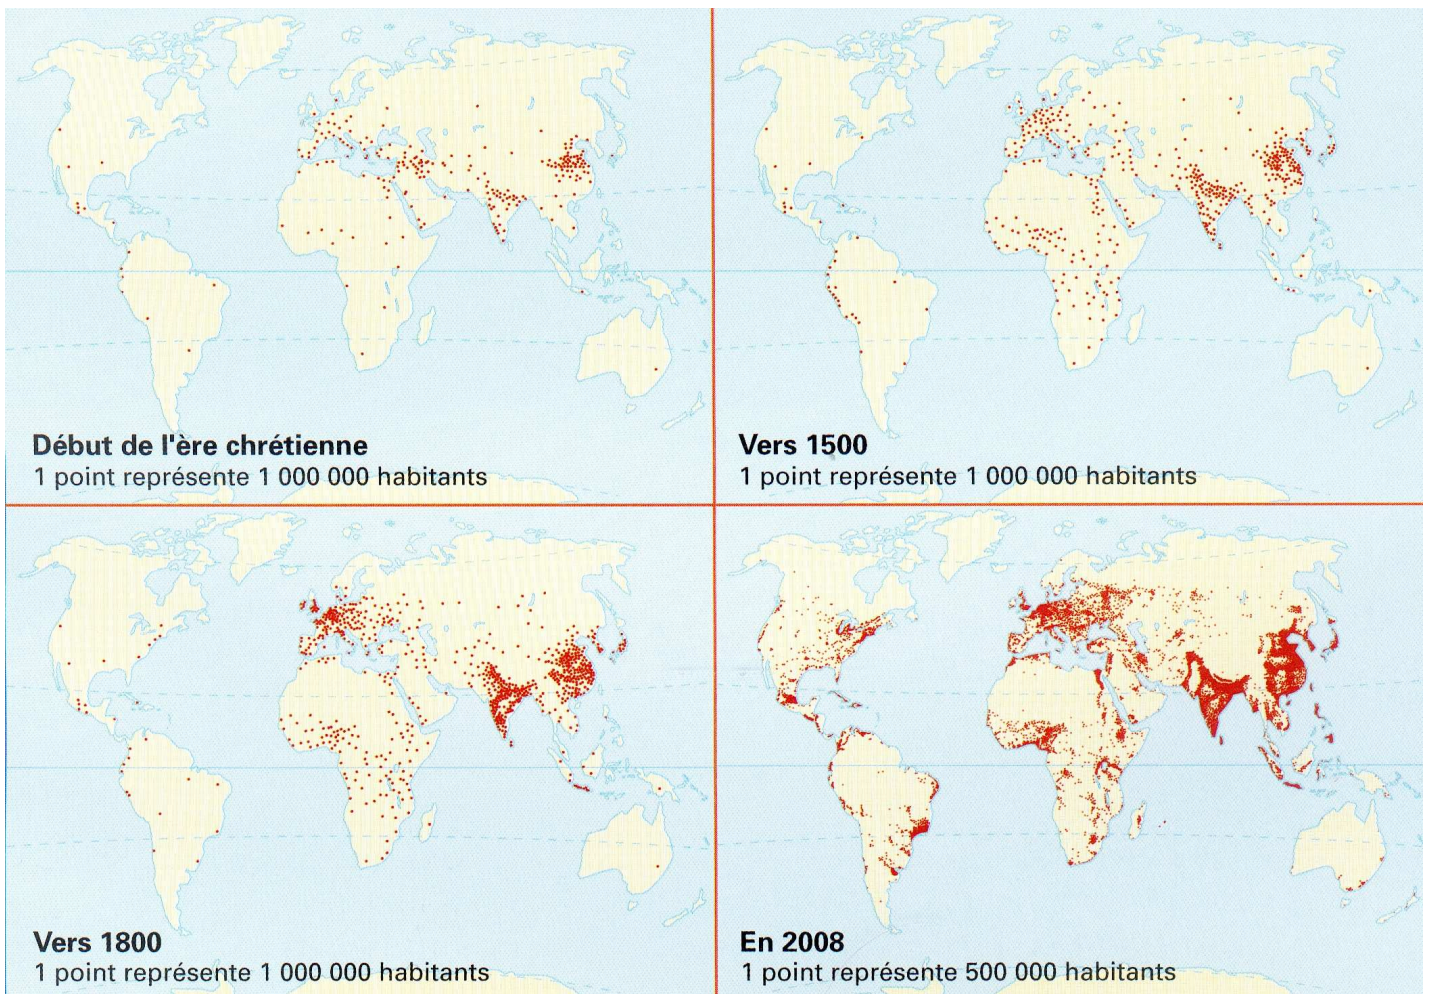 Début de l'ère chrétienne
1 point représente 1 000 000 habitants
Vers 1500
1 point représente 1 000 000 habitants
Vers 1800
1 point représente 1 000 000 habitants
En 2008
1 point représente 500 000 habitants